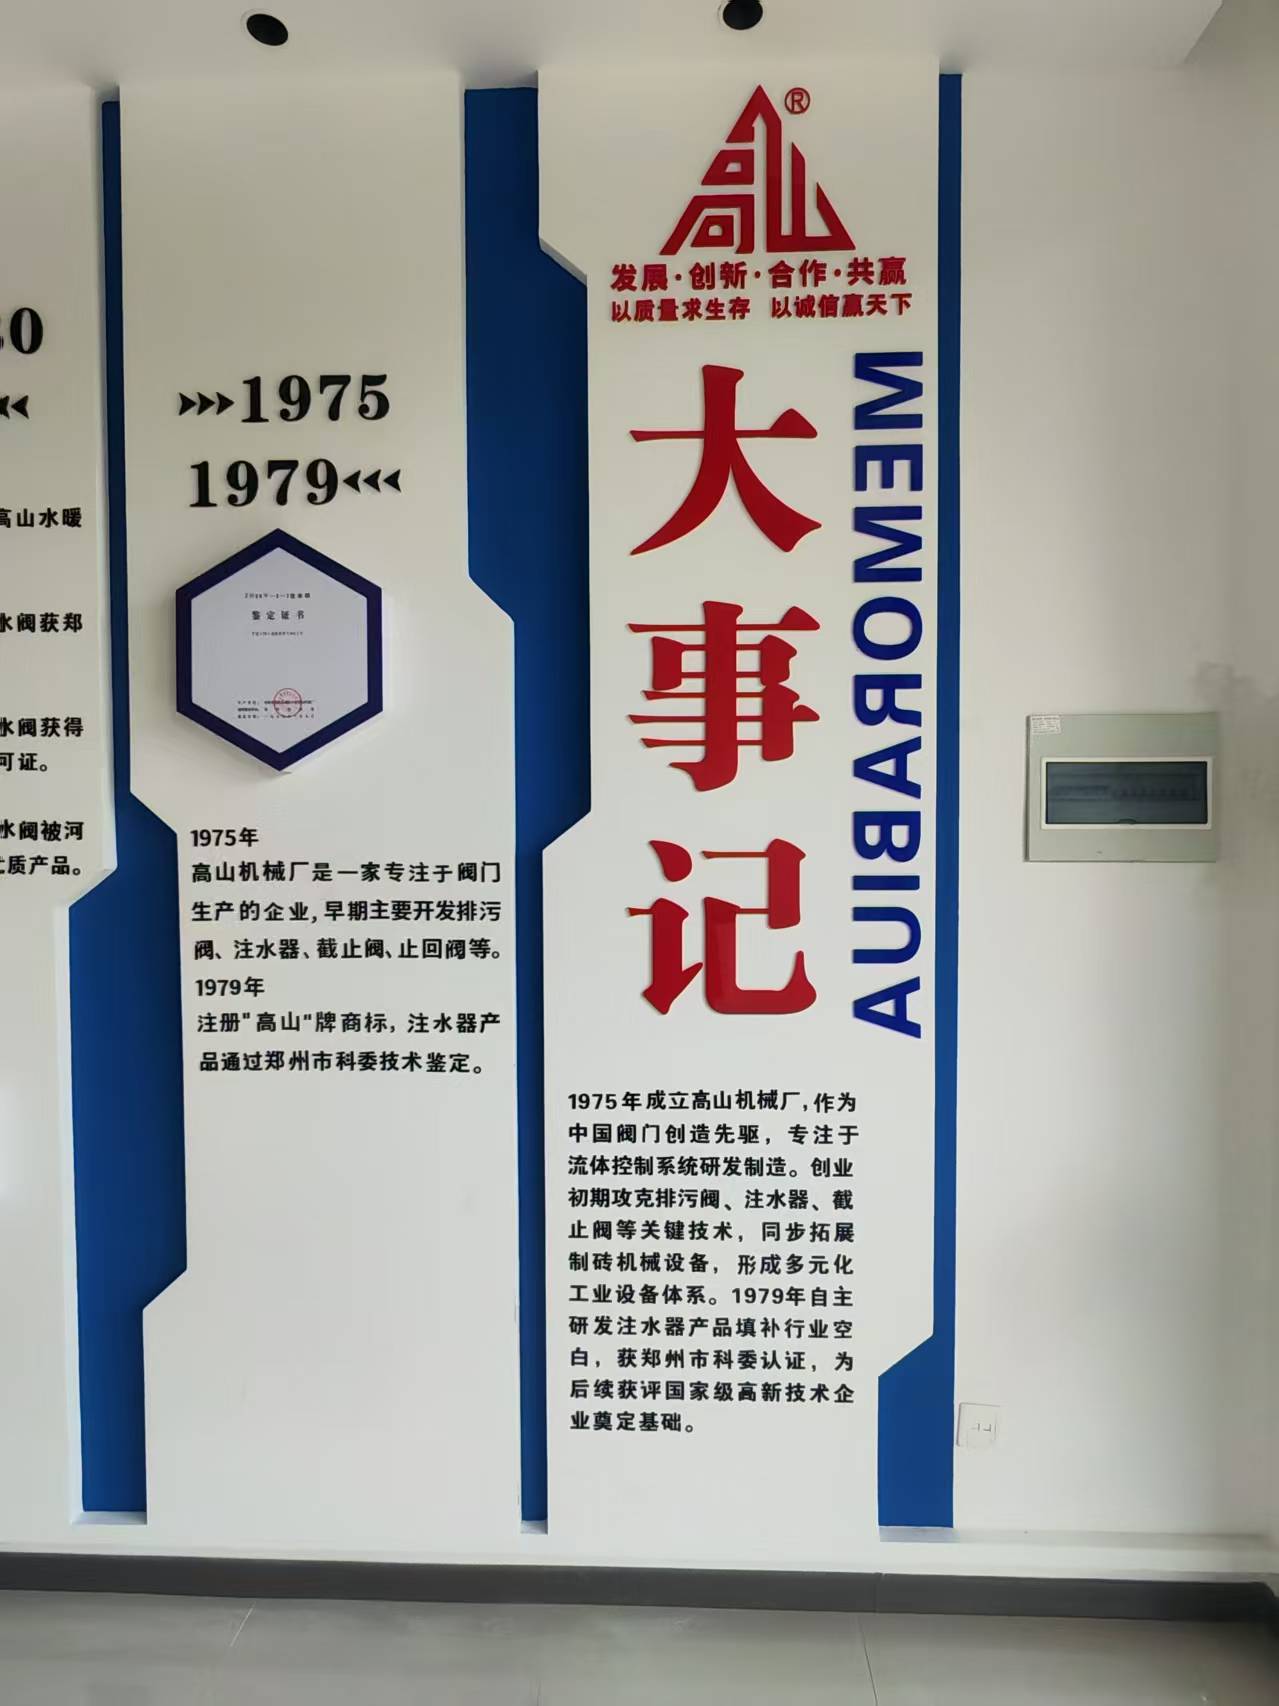 高山®
发展·创新·合作·共赢
以质量求生存 以诚信赢天下
大事记
MEMORABIUA
1975年成立高山机械厂,作为
中国阀门创造先驱，专注于
流体控制系统研发制造。创业
初期攻克排污阀、注水器、截
止阀等关键技术，同步拓展
制砖机械设备，形成多元化
工业设备体系。1979年自主
研发注水器产品填补行业空
白，获郑州市科委认证，为
后续获评国家级高新技术企
业奠定基础。
1975
1979
鉴定证书
1975年
高山机械厂是一家专注于阀门
生产的企业,早期主要开发排污
阀、注水器、截止阀、止回阀等。
1979年
注册"高山"牌商标，注水器产
品通过郑州市科委技术鉴定。
0
高山水暖
水阀获郑
水阀获得
可证。
水阀被河
质产品。